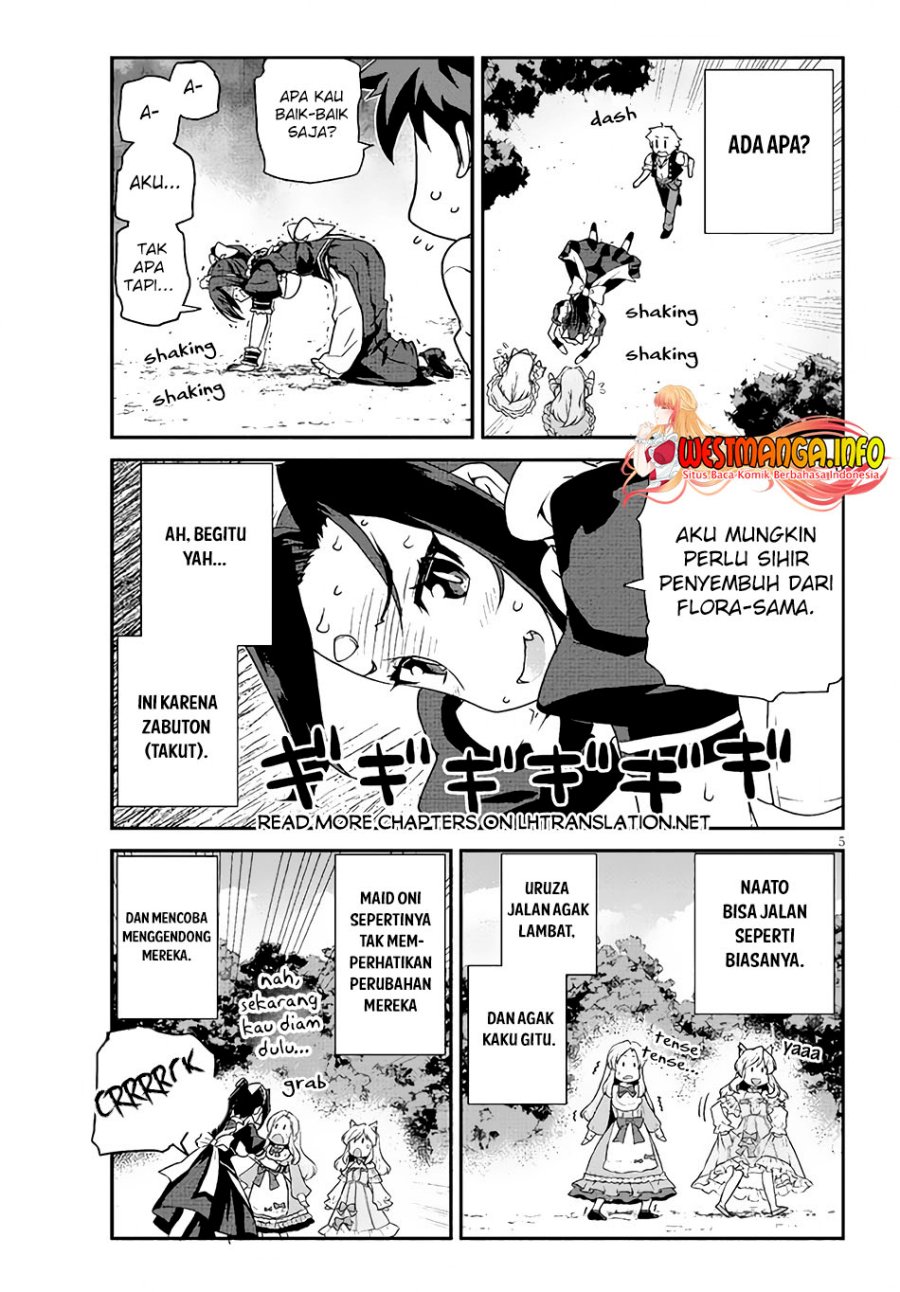 ADA APA?
dash
shaking
shaking
APA KAU
BAIK-BAIK
SAJA?
A-
A-
AKU...
TAK
APA
TAPI...
shaking
shaking
WESTMANGA.INFO
Situs Baca Komik Berbahasa Indonesia
AKU MUNGKIN
PERLU SIHIR
PENYEMBUH DARI
FLORA-SAMA.
AH, BEGITU
YAH...
INI KARENA
ZABUTON
(TAKUT).
ギギギギギギ
READ MORE CHAPTERS ON LHTRANSLATION.NET
5
NAATO
BISA JALAN
SEPERTI
BIASANYA.
URUZA
JALAN AGAK
LAMBAT.
DAN AGAK
KAKU GITU.
tense
tense...
yaaa
MAID ONI
SEPERTINYA
TAK MEM-
PERHATIKAN
PERUBAHAN
MEREKA
DAN MENCOBA
MENGGENDONG
MEREKA.
nah,
sekarang
kau diam
dulu...
grab
CRRRRrK